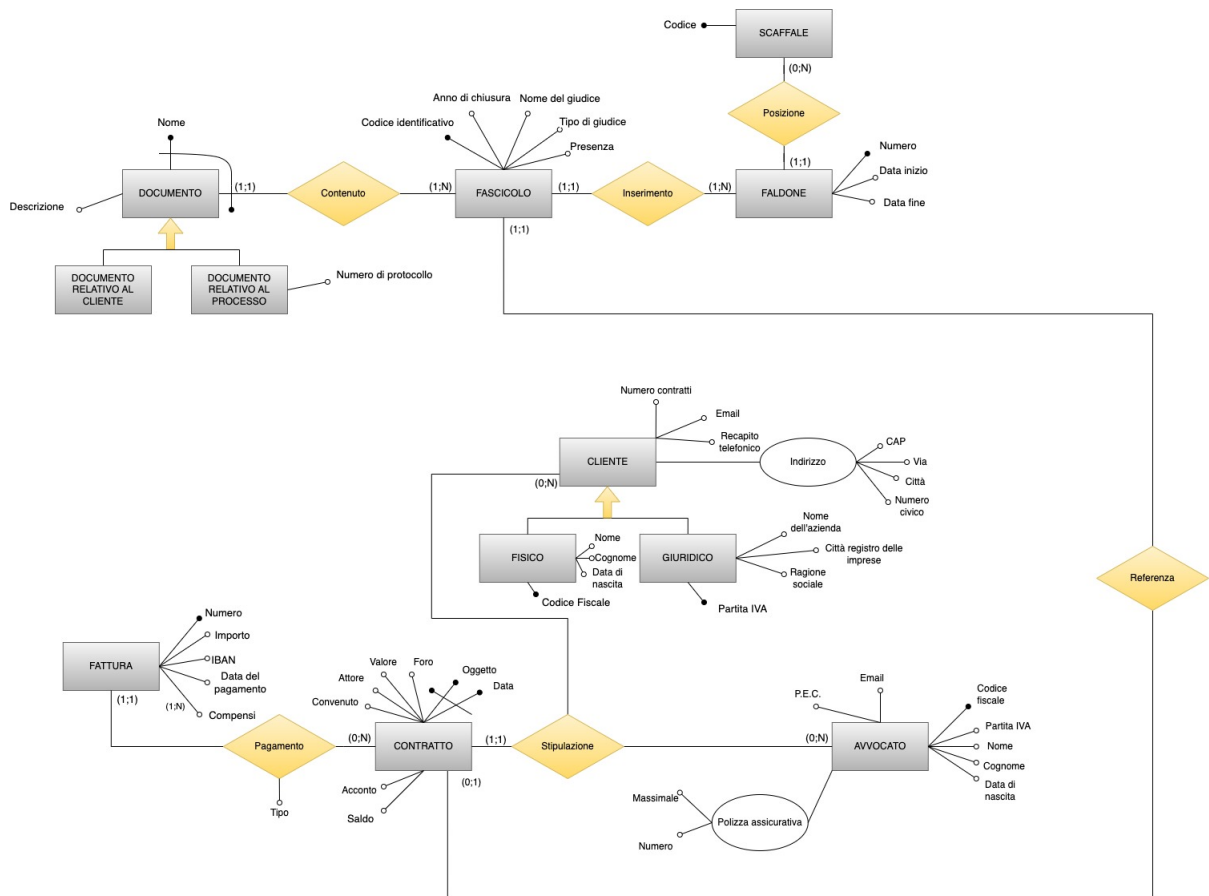 Codice
SCAFFALE
(0;N)
Posizione
(1;1)
Anno di chiusura
Nome del giudice
Codice identificativo
Tipo di giudice
Presenza
Nome
Numero
Data inizio
Data fine
DOCUMENTO
(1;1)
Contenuto
(1;N)
FASCICOLO
(1;1)
Inserimento
(1;N)
FALDONE
Descrizione
(1;1)
DOCUMENTO
RELATIVO AL
CLIENTE
DOCUMENTO
RELATIVO AL
PROCESSO
Numero di protocollo
Numero contratti
Email
Recapito
telefonico
CLIENTE
(0;N)
Indirizzo
CAP
Via
Città
Numero
civico
FISICO
Nome
Cognome
Data di
nascita
Codice Fiscale
GIURIDICO
Nome
dell'azienda
Città registro delle
imprese
Ragione
sociale
Partita IVA
Referenza
FATTURA
Numero
Importo
IBAN
Data del
pagamento
(1;N)
Compensi
(1;1)
Pagamento
Tipo
(0;N)
CONTRATTO
Convenuto
Attore
Valore
Foro
Oggetto
Data
(1;1)
(0;1)
Acconto
Saldo
Stipulazione
(0;N)
AVVOCATO
P.E.C.
Email
Codice
fiscale
Partita IVA
Nome
Cognome
Data di
nascita
Massimale
Polizza assicurativa
Numero